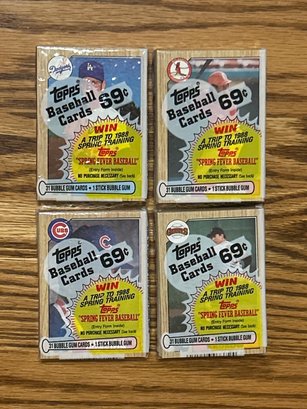 Dodgers
Topps
Baseball
Cards 69¢
WIN
A TRIP TO 1988
SPRING TRAINING
Topps
"SPRING FEVER BASEBALL"
(Entry Form Inside)
NO PURCHASE NECESSARY (See back)
31 BUBBLE GUM CARDS • 1 STICK BUBBLE GUM
Topps
Baseball
Cards 69¢
WIN
A TRIP TO 1988
SPRING TRAINING
Topps
"SPRING FEVER BASEBALL"
(Entry Form Inside)
NO PURCHASE NECESSARY (See back)
31 BUBBLE GUM CARDS • 1 STICK BUBBLE GUM
CUBS
C
Topps
Baseball
Cards 69¢
WIN
A TRIP TO 1988
SPRING TRAINING
Topps
"SPRING FEVER BASEBALL"
(Entry Form Inside)
NO PURCHASE NECESSARY (See back)
31 BUBBLE GUM CARDS • 1 STICK BUBBLE GUM
GIANTS
Topps
Baseball
Cards 69¢
WIN
A TRIP TO 1988
SPRING TRAINING
Topps
"SPRING FEVER BASEBALL"
(Entry Form Inside)
NO PURCHASE NECESSARY (See back)
31 BUBBLE GUM CARDS • 1 STICK BUBBLE GUM